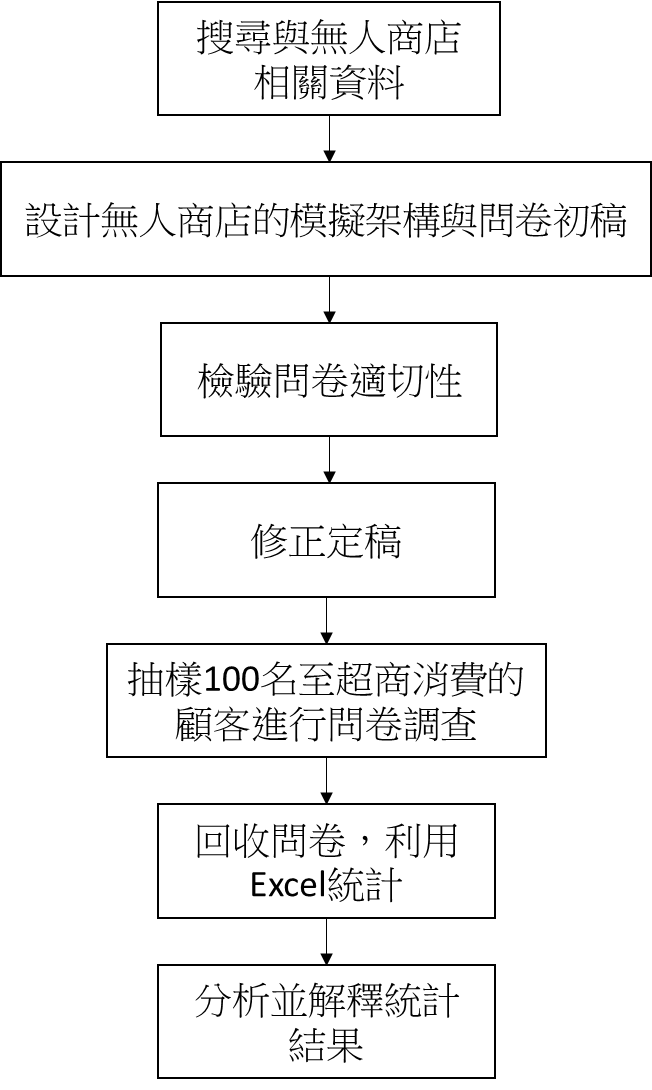 搜尋與無人商店
相關資料
設計無人商店的模擬架構與問卷初稿
檢驗問卷適切性
修正定稿
抽樣100名至超商消費的
顧客進行問卷調查
回收問卷，利用
Excel統計
分析並解釋統計
結果